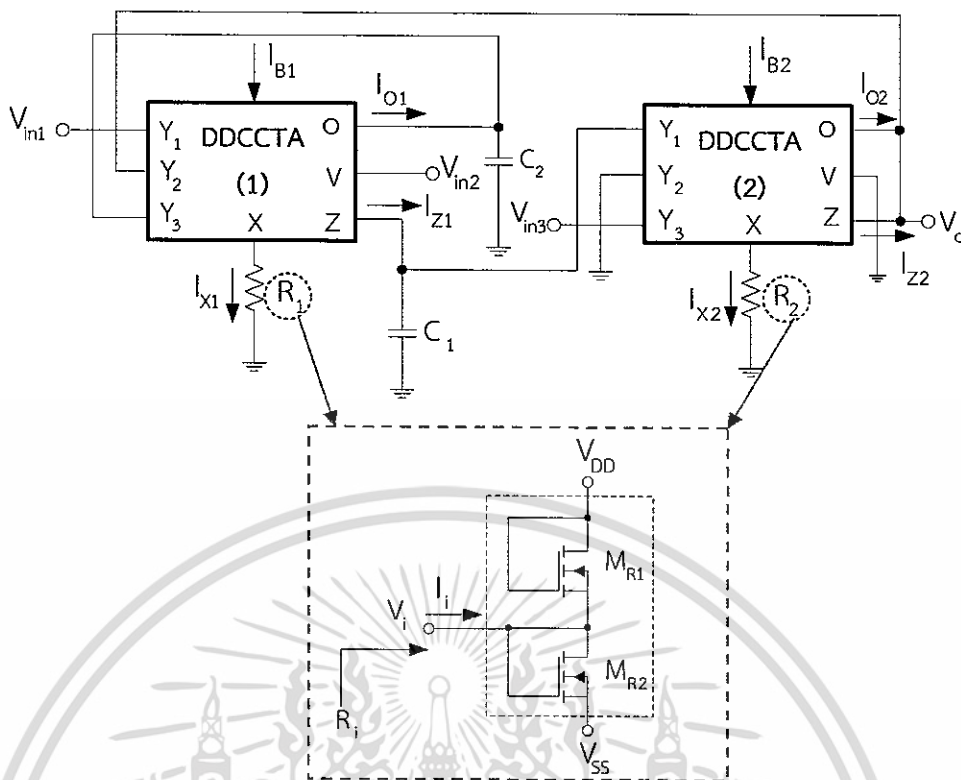 I_B1
I_O1
V_in1
Y_1
DDCCTA
O
Y_2
(1)
V
V_in2
C_2
Y_3
X
Z
I_Z1
I_X1
R_1
C_1
I_B2
I_O2
Y_1
DDCCTA
O
Y_2
(2)
V
V_in3
Y_3
X
Z
V_o
I_Z2
I_X2
R_2
V_DD
M_R1
I_i
V_i
M_R2
R_i
V_SS